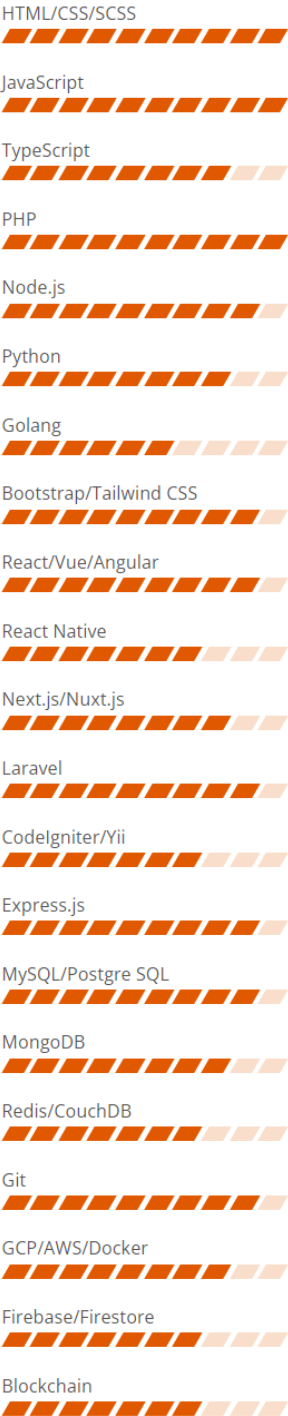 HTML/CSS/SCSS
JavaScript
TypeScript
PHP
Node.js
Python
Golang
Bootstrap/Tailwind CSS
React/Vue/Angular
React Native
Next.js/Nuxt.js
Laravel
CodeIgniter/Yii
Express.js
MySQL/Postgre SQL
MongoDB
Redis/CouchDB
Git
GCP/AWS/Docker
Firebase/Firestore
Blockchain